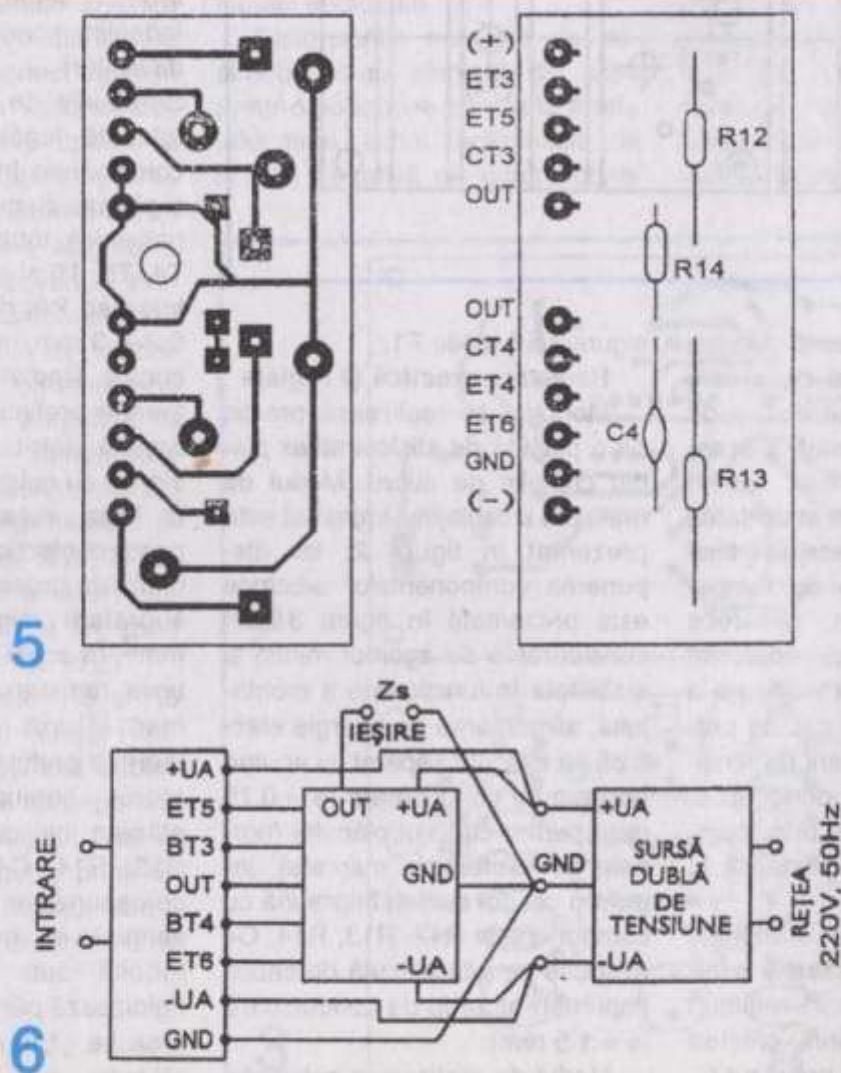 (+)
ET3
ET5
CT3
OUT
OUT
CT4
ET4
ET6
GND
(-)
R12
R14
C4
R13
5
Zs
IEȘIRE
INTRARE
+UA
ET5
BT3
OUT
BT4
ET6
-UA
GND
OUT +UA
GND
-UA
+UA
GND
-UA
SURSĂ
DUBLĂ
DE
TENSIUNE
REȚEA
220V, 50Hz
6